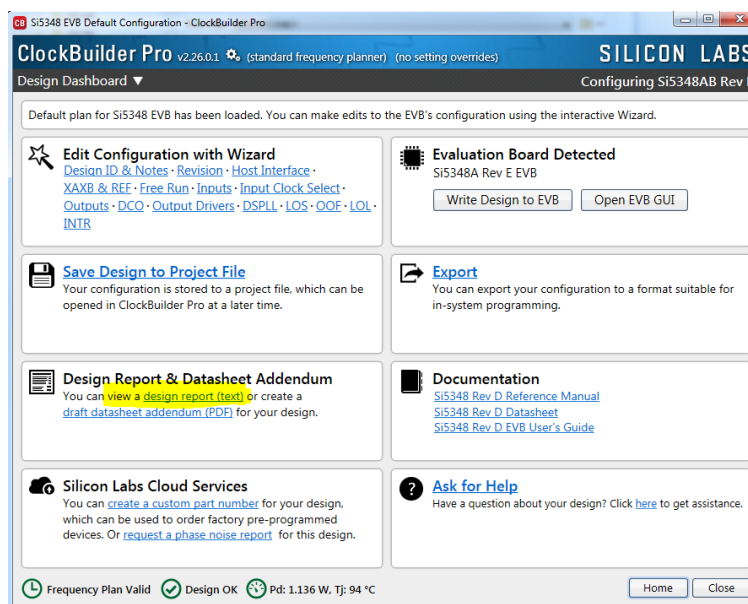 CB Si5348 EVB Default Configuration - ClockBuilder Pro
ClockBuilder Pro v2.26.0.1 (standard frequency planner) (no setting overrides) SILICON LABS
Design Dashboard ▼ Configuring Si5348AB Rev
Default plan for Si5348 EVB has been loaded. You can make edits to the EVB's configuration using the interactive Wizard.
Edit Configuration with Wizard
Design ID & Notes · Revision · Host Interface ·
XAXB & REF · Free Run · Inputs · Input Clock Select ·
Outputs · DCO · Output Drivers · DSPLL · LOS · OOF · LOL ·
INTR
Evaluation Board Detected
Si5348A Rev E EVB
Write Design to EVB Open EVB GUI
Save Design to Project File
Your configuration is stored to a project file, which can be
opened in ClockBuilder Pro at a later time.
Export
You can export your configuration to a format suitable for
in-system programming.
Design Report & Datasheet Addendum
You can view a design report (text) or create a
draft datasheet addendum (PDF) for your design.
Documentation
Si5348 Rev D Reference Manual
Si5348 Rev D Datasheet
Si5348 Rev D EVB User's Guide
Silicon Labs Cloud Services
You can create a custom part number for your design,
which can be used to order factory pre-programmed
devices. Or request a phase noise report for this design.
Ask for Help
Have a question about your design? Click here to get assistance.
Frequency Plan Valid Design OK Pd: 1.136 W, Tj: 94 °C Home Close